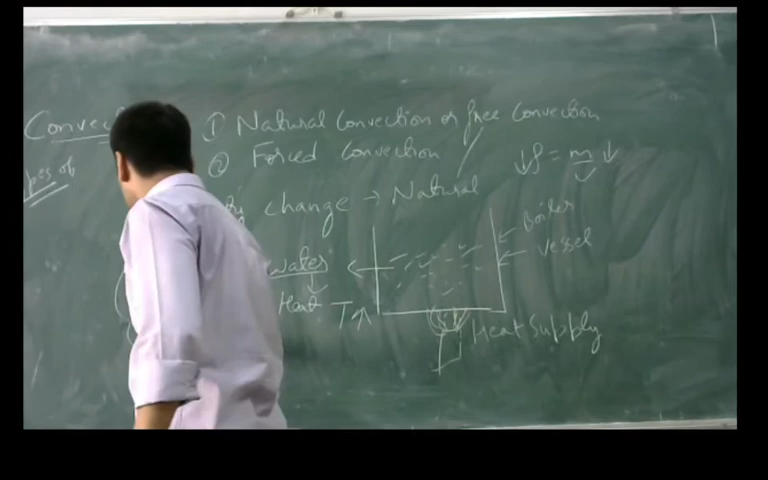 Convec
① Natural Convection or free Convection
② Forced Convection
↓ρ = m↓
v
pes of
change → Natural
boiler
water
vessel
Heat T↑
Heat Supply